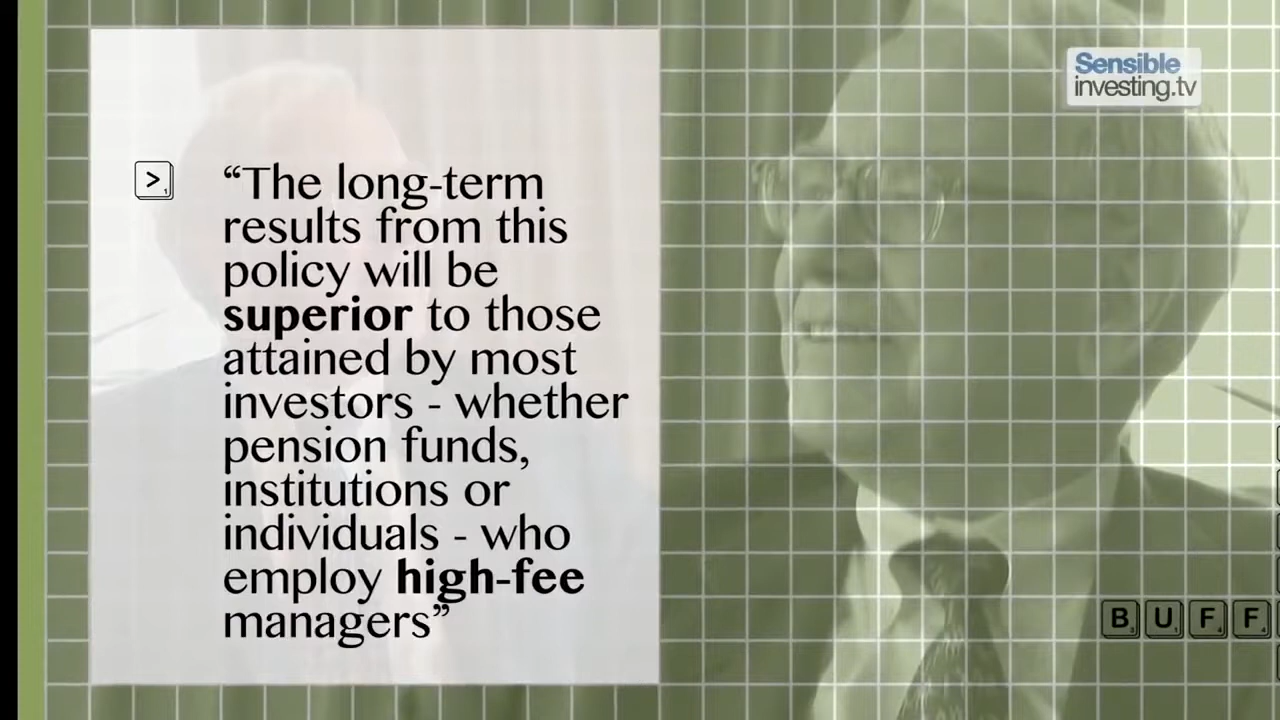 Sensible
investing.tv
>
“The long-term
results from this
policy will be
superior to those
attained by most
investors - whether
pension funds,
institutions or
individuals - who
employ high-fee
managers”
BUFF